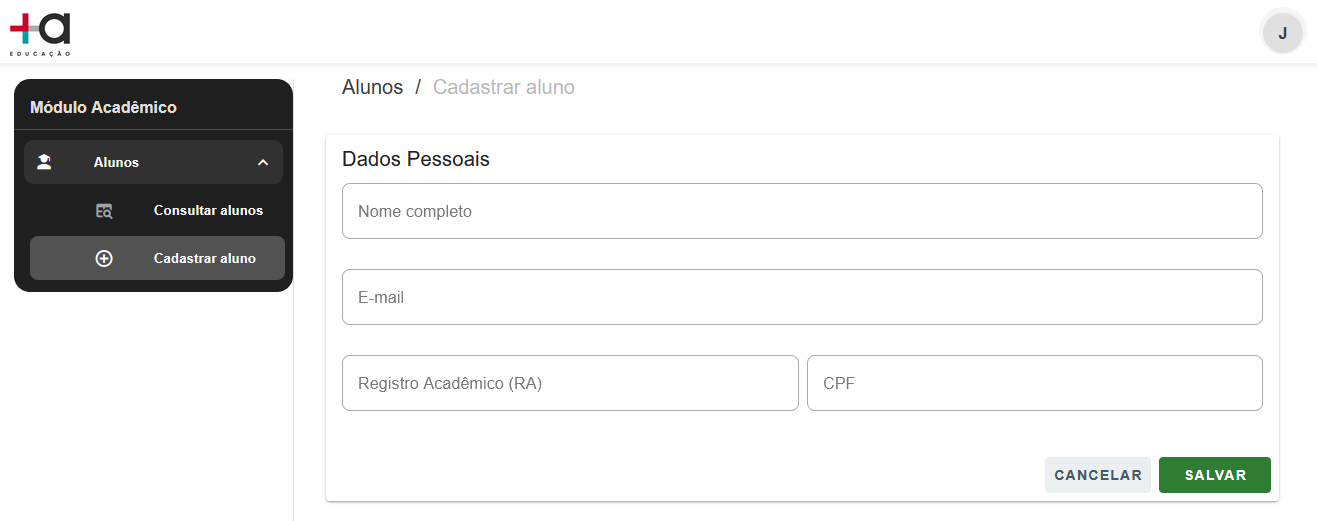 +a
EDUCAÇÃO
J
Módulo Acadêmico
Alunos
Consultar alunos
Cadastrar aluno
Alunos / Cadastrar aluno
Dados Pessoais
Nome completo
E-mail
Registro Acadêmico (RA)
CPF
CANCELAR
SALVAR